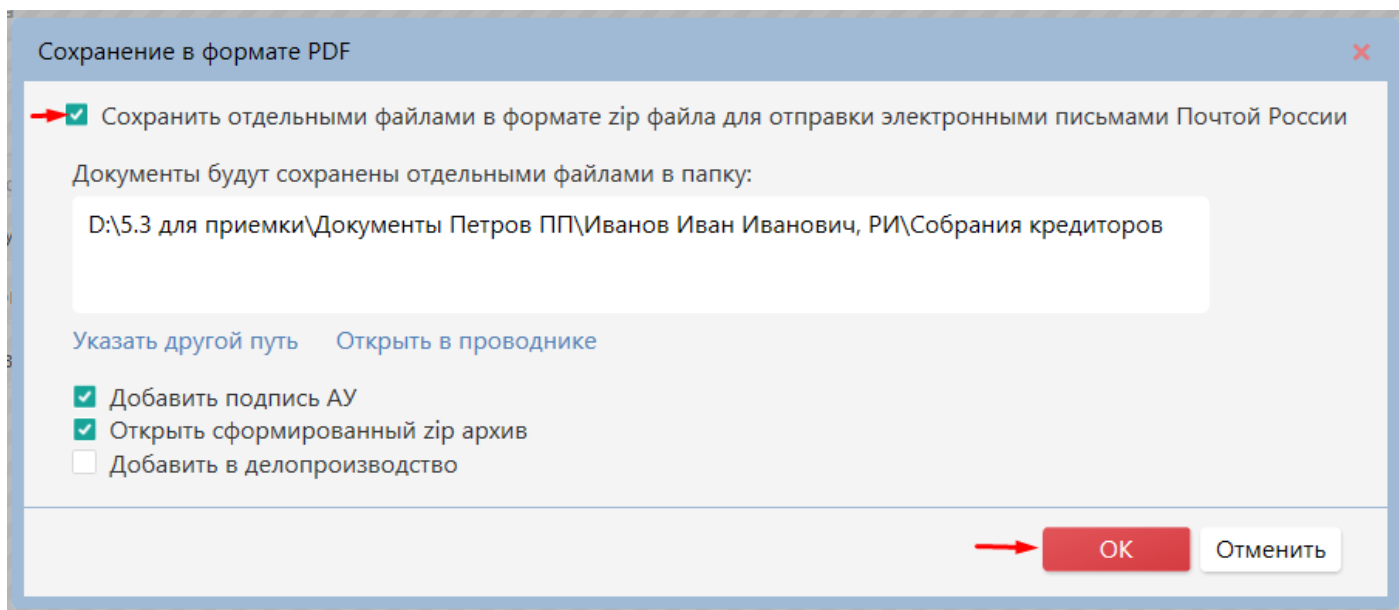 Сохранение в формате PDF
Сохранить отдельными файлами в формате zip файла для отправки электронными письмами Почтой России
Документы будут сохранены отдельными файлами в папку:
D:\5.3 для приемки\Документы Петров ПП\Иванов Иван Иванович, РИ\Собрания кредиторов
Указать другой путь Открыть в проводнике
Добавить подпись АУ
Открыть сформированный zip архив
Добавить в делопроизводство
ОК Отменить